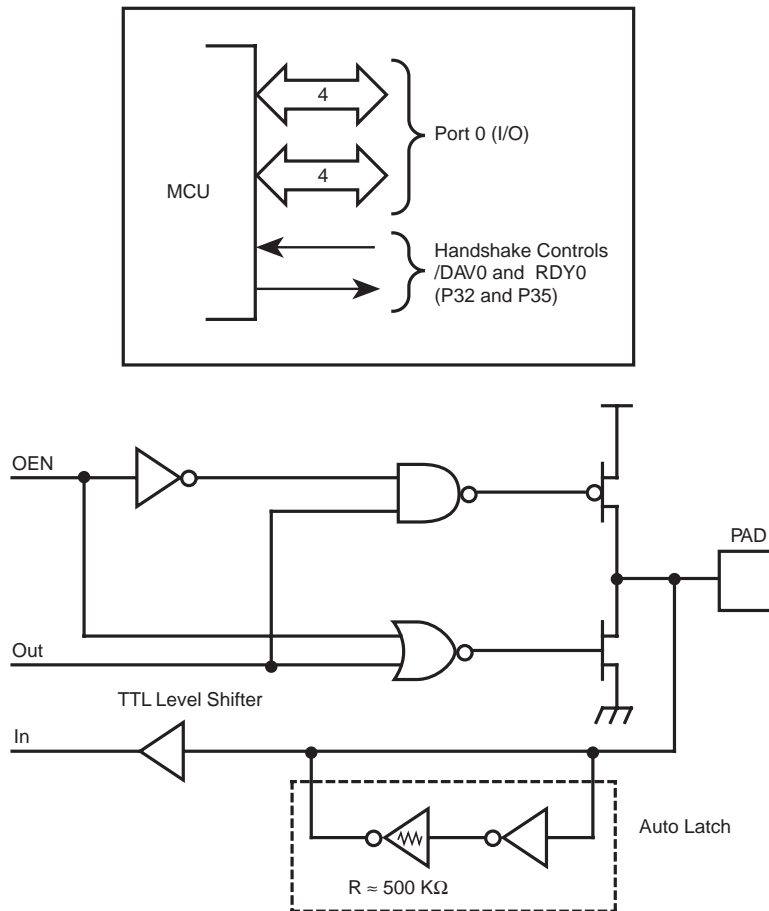 4
Port 0 (I/O)
4
MCU
Handshake Controls
/DAV0 and RDY0
(P32 and P35)
OEN
PAD
Out
TTL Level Shifter
In
Auto Latch
R ≈ 500 KΩ